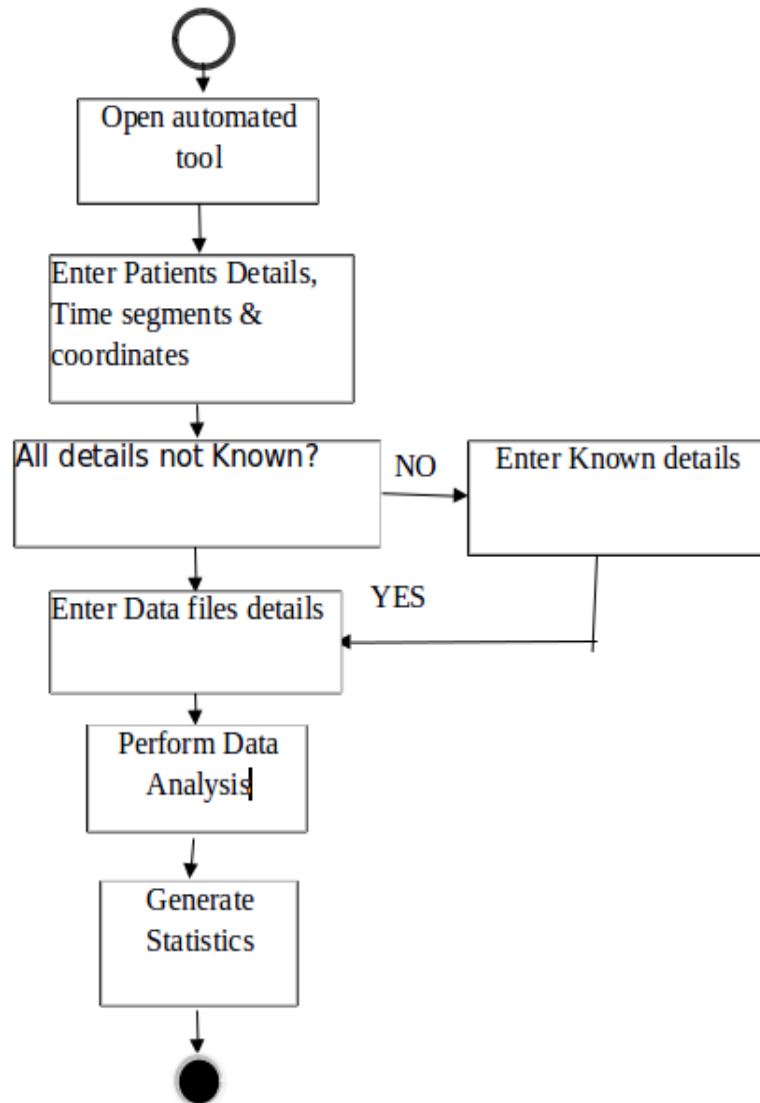 Open automated
tool
Enter Patients Details,
Time segments &
coordinates
All details not Known?
NO
Enter Known details
Enter Data files details
YES
Perform Data
Analysis
Generate
Statistics